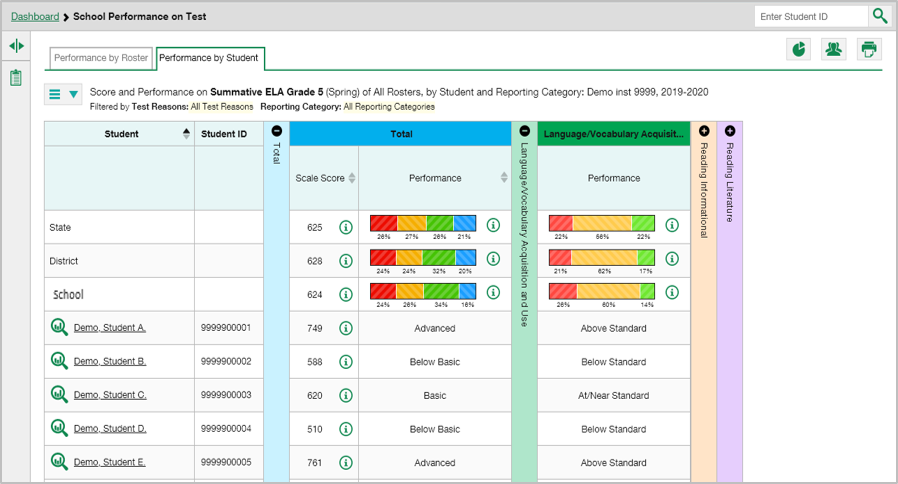 Dashboard School Performance on Test
Enter Student ID
Performance by Roster
Performance by Student
Score and Performance on Summative ELA Grade 5 (Spring) of All Rosters, by Student and Reporting Category: Demo inst 9999, 2019-2020
Filtered by Test Reasons: All Test Reasons Reporting Category: All Reporting Categories
Student Student ID Total Total Language/Vocabulary Acquisition and Use Language/Vocabulary Acquisit... Reading Informational Reading Literature
Scale Score Performance Performance
State 625
26% 27% 26% 21% 22% 56% 22%
District 628
24% 24% 32% 20% 21% 62% 17%
School 624
24% 26% 34% 16% 26% 60% 14%
Demo, Student A. 9999900001 749 Advanced Above Standard
Demo, Student B. 9999900002 588 Below Basic Below Standard
Demo, Student C. 9999900003 620 Basic At/Near Standard
Demo, Student D. 9999900004 510 Below Basic Below Standard
Demo, Student E. 9999900005 761 Advanced Above Standard